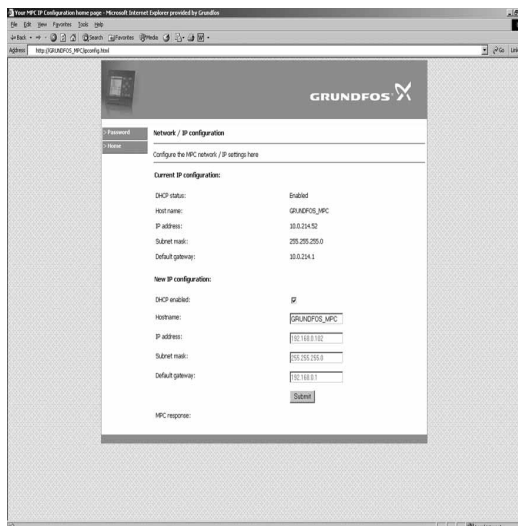 Your MPC IP Configuration home page - Microsoft Internet Explorer provided by Grundfos
File Edit View Favorites Tools Help
Back Search Favorites Media
Address http://GRUNDFOS_MPC/ipconfig.html Go Links
GRUNDFOS
> Password
> Home
Network / IP configuration
Configure the MPC network / IP settings here
Current IP configuration:
DHCP status: Enabled
Host name: GRUNDFOS_MPC
IP address: 10.0.214.52
Subnet mask: 255.255.255.0
Default gateway: 10.0.214.1
New IP configuration:
DHCP enabled:
Hostname: GRUNDFOS_MPC
IP address: 192.168.0.102
Subnet mask: 255.255.255.0
Default gateway: 192.168.0.1
Submit
MPC response: